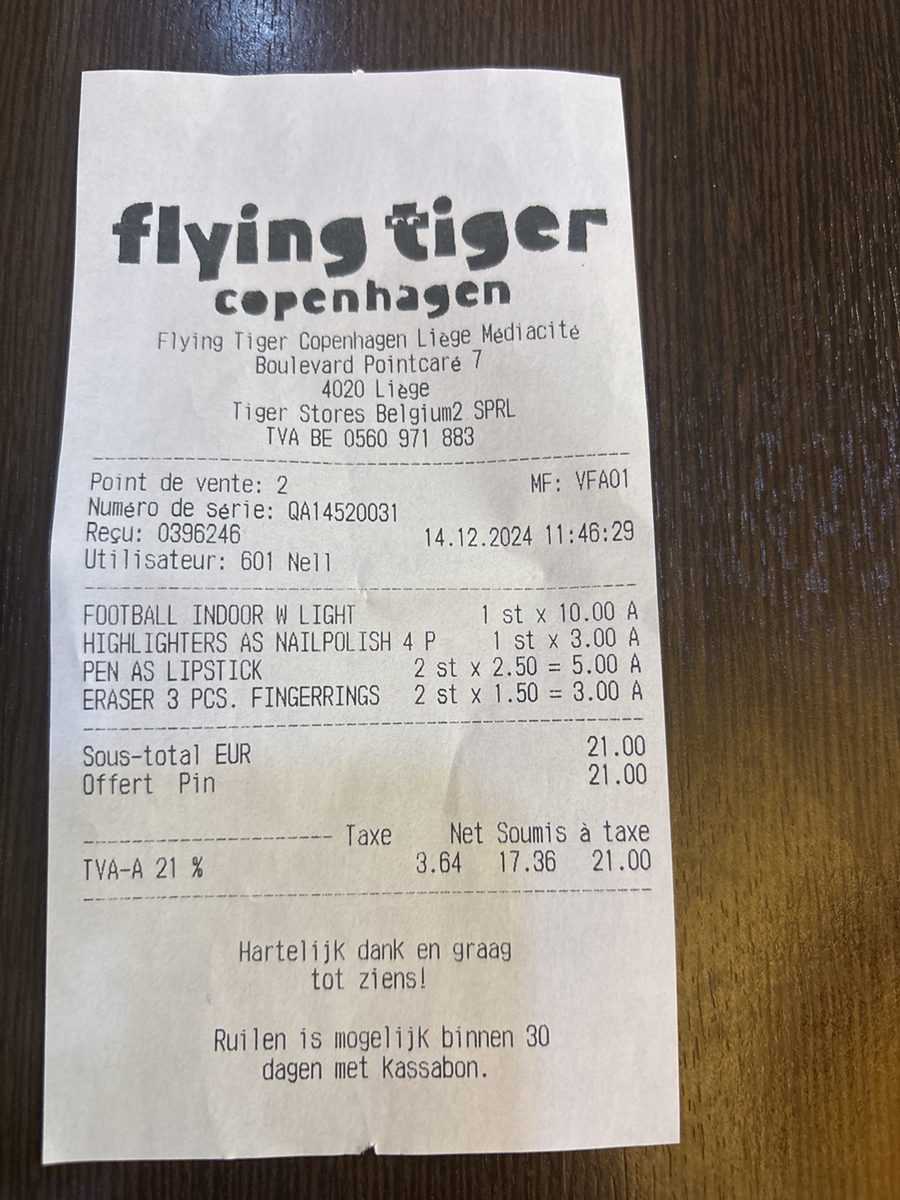 flying tiger
copenhagen
Flying Tiger Copenhagen Liège Médiacité
Boulevard Pointcaré 7
4020 Liège
Tiger Stores Belgium2 SPRL
TVA BE 0560 971 883
Point de vente: 2 MF: VFA01
Numéro de série: QA14520031
Reçu: 0396246 14.12.2024 11:46:29
Utilisateur: 601 Nell
FOOTBALL INDOOR W LIGHT 1 st x 10.00 A
HIGHLIGHTERS AS NAILPOLISH 4 P 1 st x 3.00 A
PEN AS LIPSTICK 2 st x 2.50 = 5.00 A
ERASER 3 PCS. FINGERRINGS 2 st x 1.50 = 3.00 A
Sous-total EUR 21.00
Offert Pin 21.00
Taxe Net Soumis à taxe
TVA-A 21 % 3.64 17.36 21.00
Hartelijk dank en graag
tot ziens!
Ruilen is mogelijk binnen 30
dagen met Kassabon.